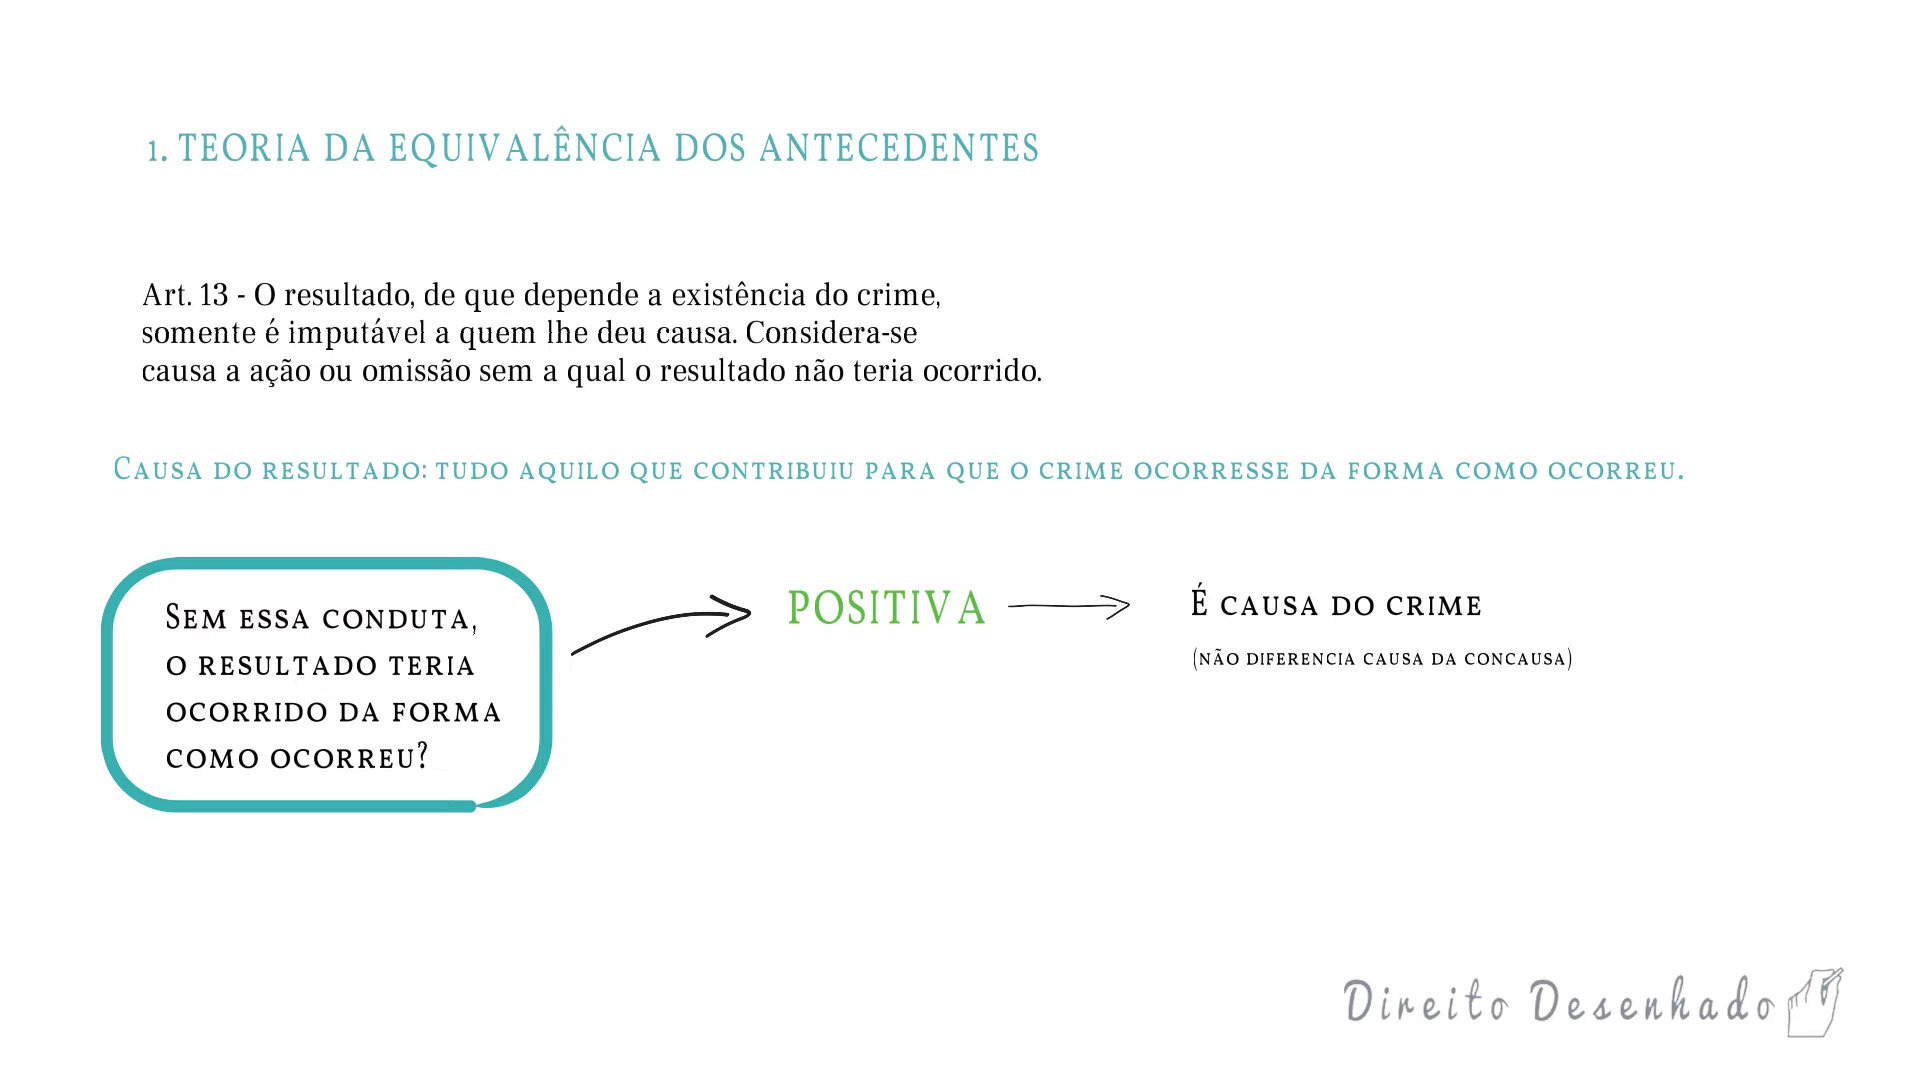 1. TEORIA DA EQUIVALÊNCIA DOS ANTECEDENTES
Art. 13 - O resultado, de que depende a existência do crime,
somente é imputável a quem lhe deu causa. Considera-se
causa a ação ou omissão sem a qual o resultado não teria ocorrido.
Causa do resultado: tudo aquilo que contribuiu para que o crime ocorresse da forma como ocorreu.
Sem essa conduta,
o resultado teria
ocorrido da forma
como ocorreu?
POSITIVA
É causa do crime
(não diferencia causa da concausa)
Direito Desenhado